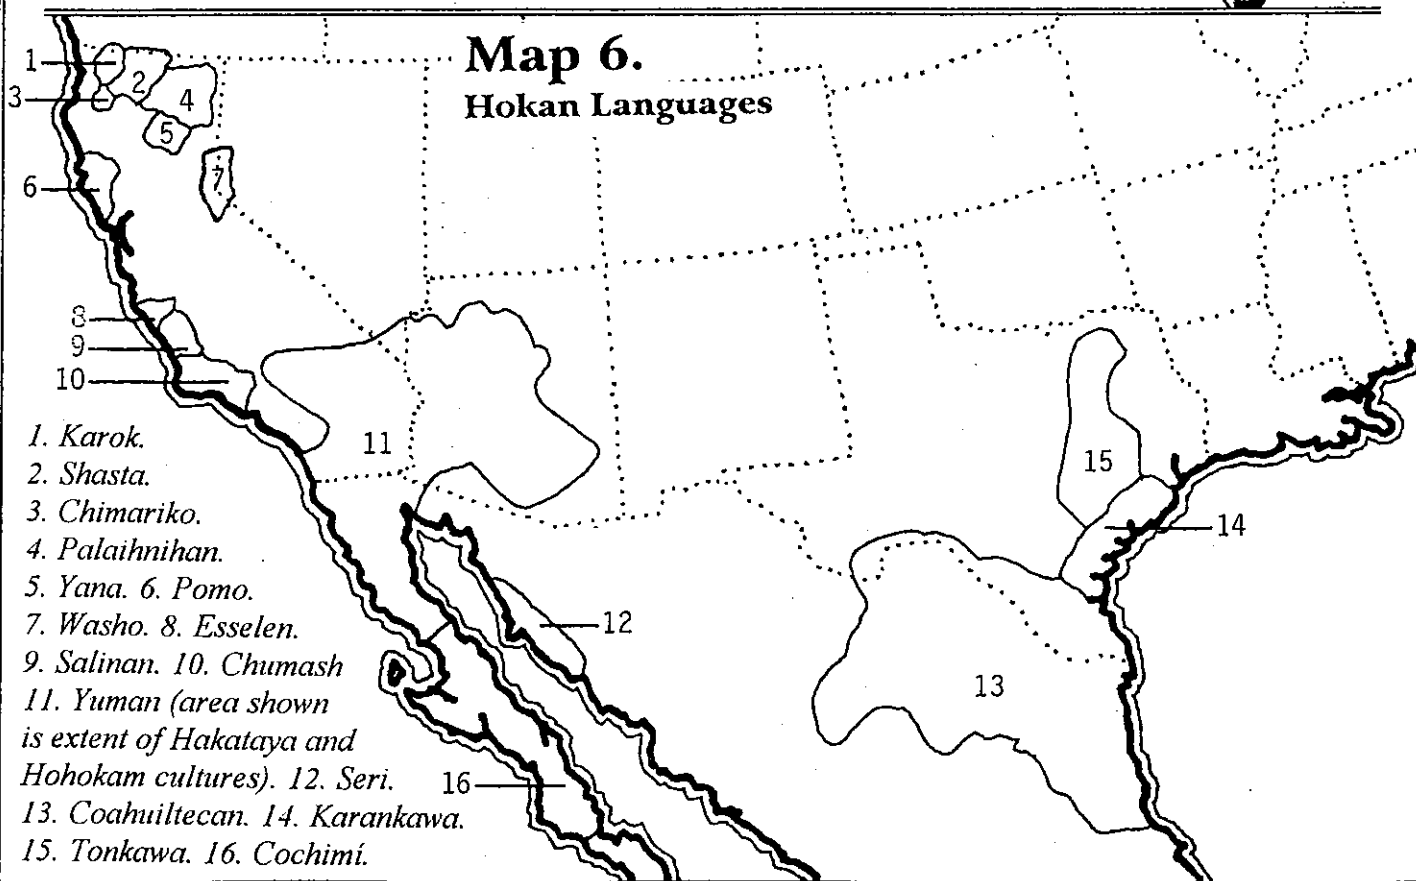 Map 6.
Hokan Languages
1
2
3
4
5
6
7
8
9
10
11
12
13
14
15
16
1. Karok.
2. Shasta.
3. Chimariko.
4. Palaihnihan.
5. Yana. 6. Pomo.
7. Washo. 8. Esselen.
9. Salinan. 10. Chumash
11. Yuman (area shown
is extent of Hakataya and
Hohokam cultures). 12. Seri.
13. Coahuiltecan. 14. Karankawa.
15. Tonkawa. 16. Cochimí.